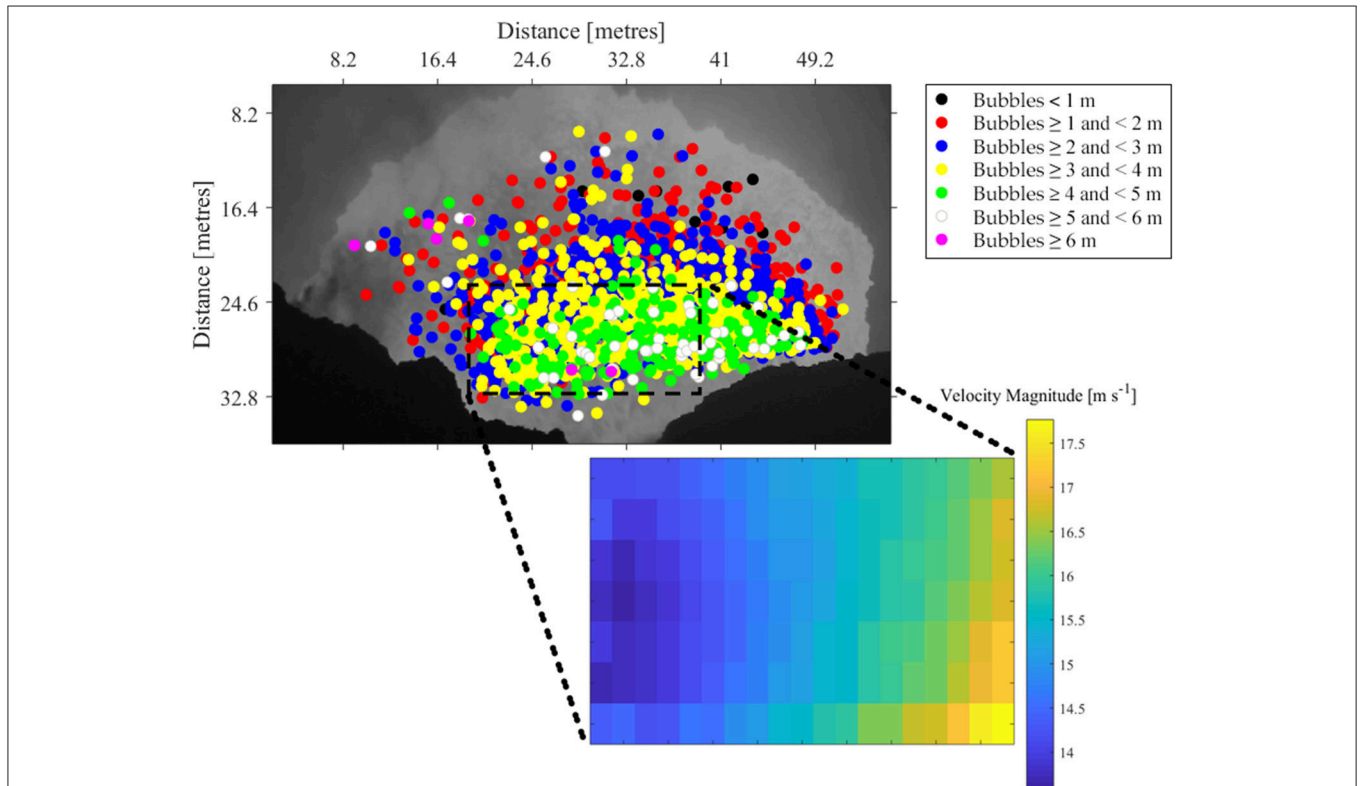 Distance [metres]
8.2 16.4 24.6 32.8 41 49.2
Distance [metres]
8.2
16.4
24.6
32.8
Bubbles < 1 m
Bubbles ≥ 1 and < 2 m
Bubbles ≥ 2 and < 3 m
Bubbles ≥ 3 and < 4 m
Bubbles ≥ 4 and < 5 m
Bubbles ≥ 5 and < 6 m
Bubbles ≥ 6 m
Velocity Magnitude [m s⁻¹]
17.5
17
16.5
16
15.5
15
14.5
14